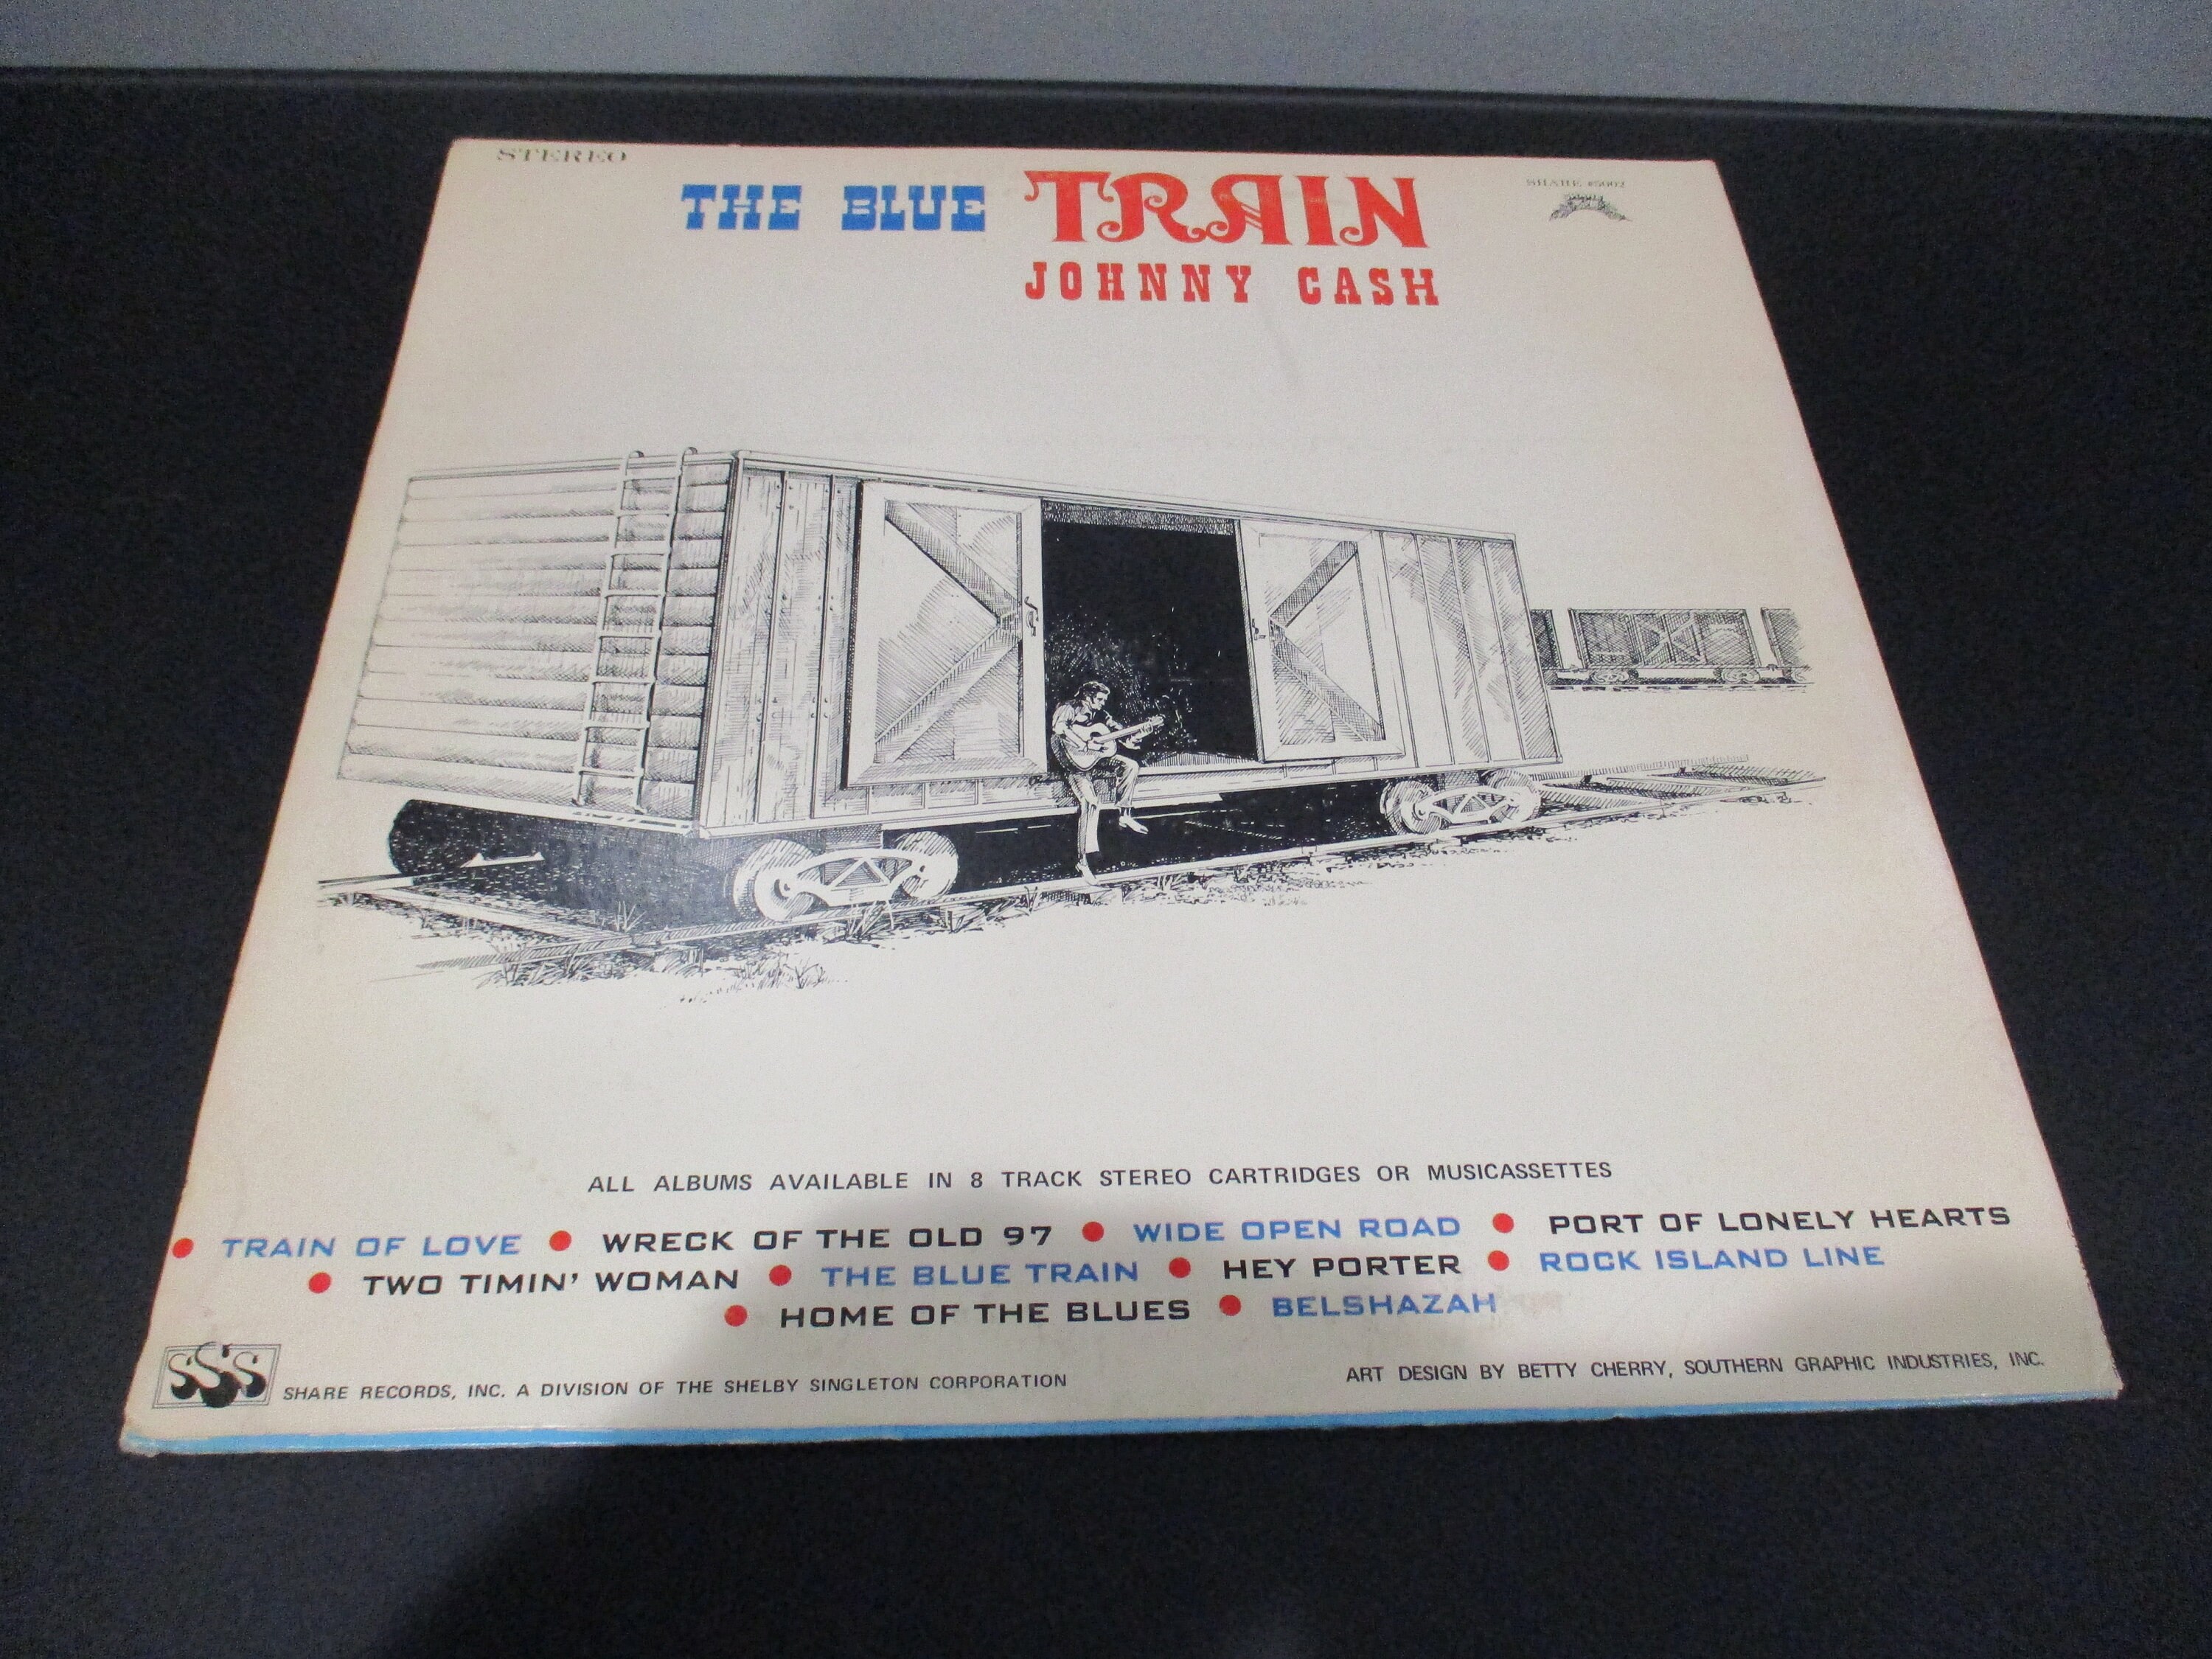 STEREO
SHARE #5002
THE BLUE TRAIN
JOHNNY CASH
ALL ALBUMS AVAILABLE IN 8 TRACK STEREO CARTRIDGES OR MUSICASSETTES
• TRAIN OF LOVE • WRECK OF THE OLD 97 • WIDE OPEN ROAD • PORT OF LONELY HEARTS
• TWO TIMIN' WOMAN • THE BLUE TRAIN • HEY PORTER • ROCK ISLAND LINE
• HOME OF THE BLUES • BELSHAZAH
SSS SHARE RECORDS, INC. A DIVISION OF THE SHELBY SINGLETON CORPORATION
ART DESIGN BY BETTY CHERRY, SOUTHERN GRAPHIC INDUSTRIES, INC.